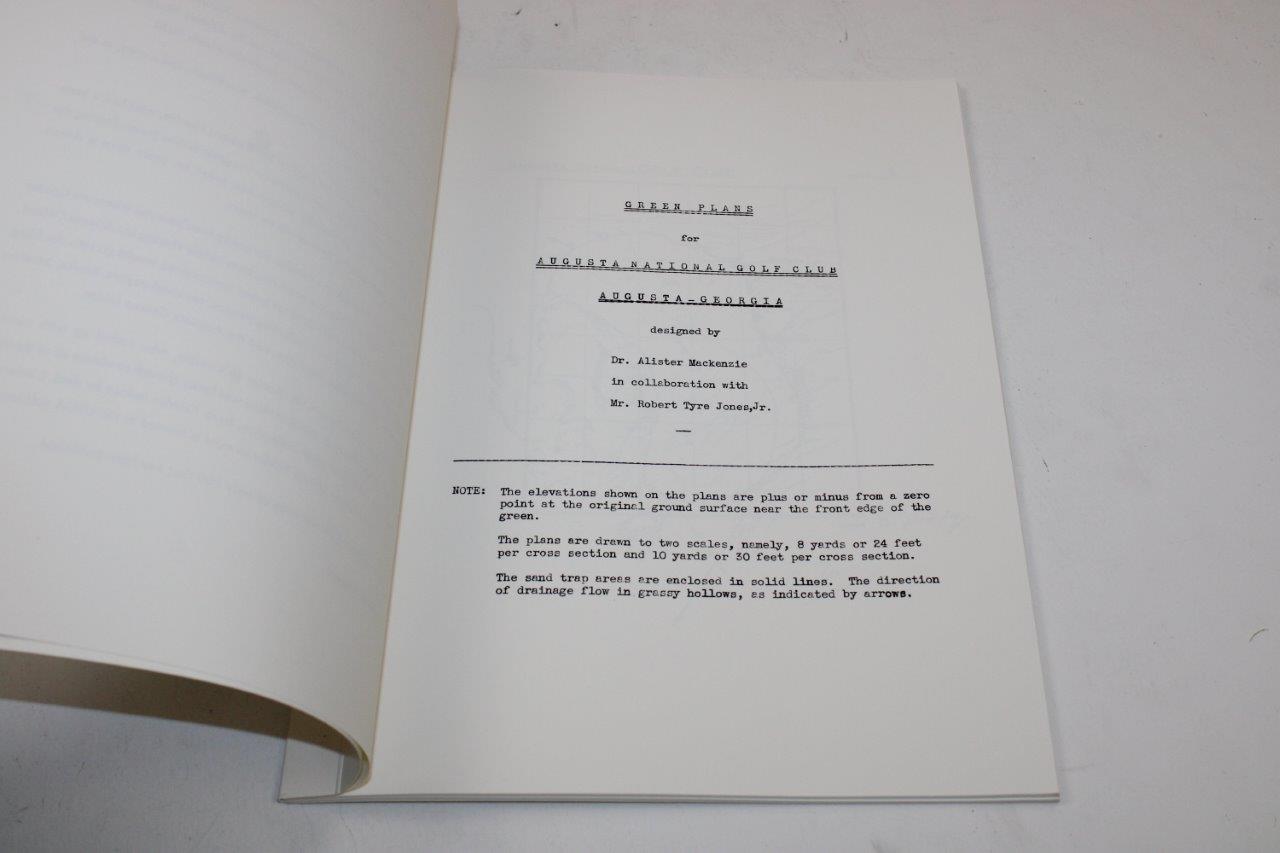 GREEN PLANS
for
AUGUSTA NATIONAL GOLF CLUB
AUGUSTA-GEORGIA
designed by
Dr. Alister Mackenzie
in collaboration with
Mr. Robert Tyre Jones,Jr.
NOTE: The elevations shown on the plans are plus or minus from a zero
point at the original ground surface near the front edge of the
green.
The plans are drawn to two scales, namely, 8 yards or 24 feet
per cross section and 10 yards or 30 feet per cross section.
The sand trap areas are enclosed in solid lines. The direction
of drainage flow in grassy hollows, as indicated by arrows.